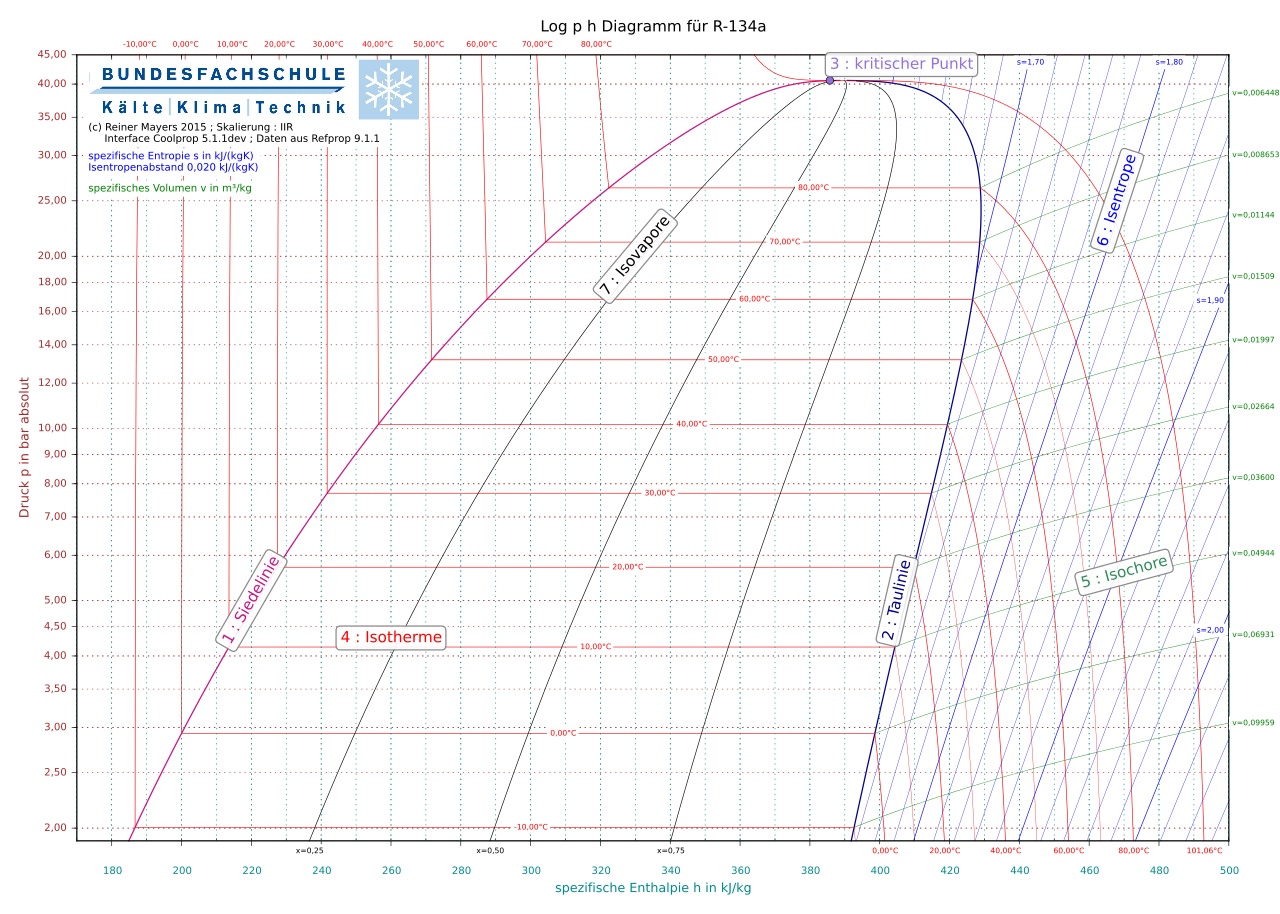 Log p h Diagramm für R-134a
-10,00°C 0,00°C 10,00°C 20,00°C 30,00°C 40,00°C 50,00°C 60,00°C 70,00°C 80,00°C
BUNDESFACHSCHULE
Kälte Klima Technik
(c) Reiner Mayers 2015 ; Skalierung : IIR
Interface Coolprop 5.1.1dev ; Daten aus Refprop 9.1.1
spezifische Entropie s in kJ/(kgK)
Isentropenabstand 0,020 kJ/(kgK)
spezifisches Volumen v in m³/kg
3 : kritischer Punkt
s=1,70
s=1,80
6 : Isentrope
7 : Isovapore
s=1,90
80,00°C
70,00°C
60,00°C
50,00°C
40,00°C
30,00°C
20,00°C
10,00°C
0,00°C
-10,00°C
1 : Siedelinie
4 : Isotherme
2 : Taulinie
5 : Isochore
s=2,00
v=0,006448
v=0,008653
v=0,01144
v=0,01509
v=0,01997
v=0,02664
v=0,03600
v=0,04944
v=0,06931
v=0,09959
Druck p in bar absolut
45,00
40,00
35,00
30,00
25,00
20,00
18,00
16,00
14,00
12,00
10,00
9,00
8,00
7,00
6,00
5,00
4,50
4,00
3,50
3,00
2,50
2,00
x=0,25 x=0,50 x=0,75 0,00°C 20,00°C 40,00°C 60,00°C 80,00°C 101,06°C
180 200 220 240 260 280 300 320 340 360 380 400 420 440 460 480 500
spezifische Enthalpie h in kJ/kg